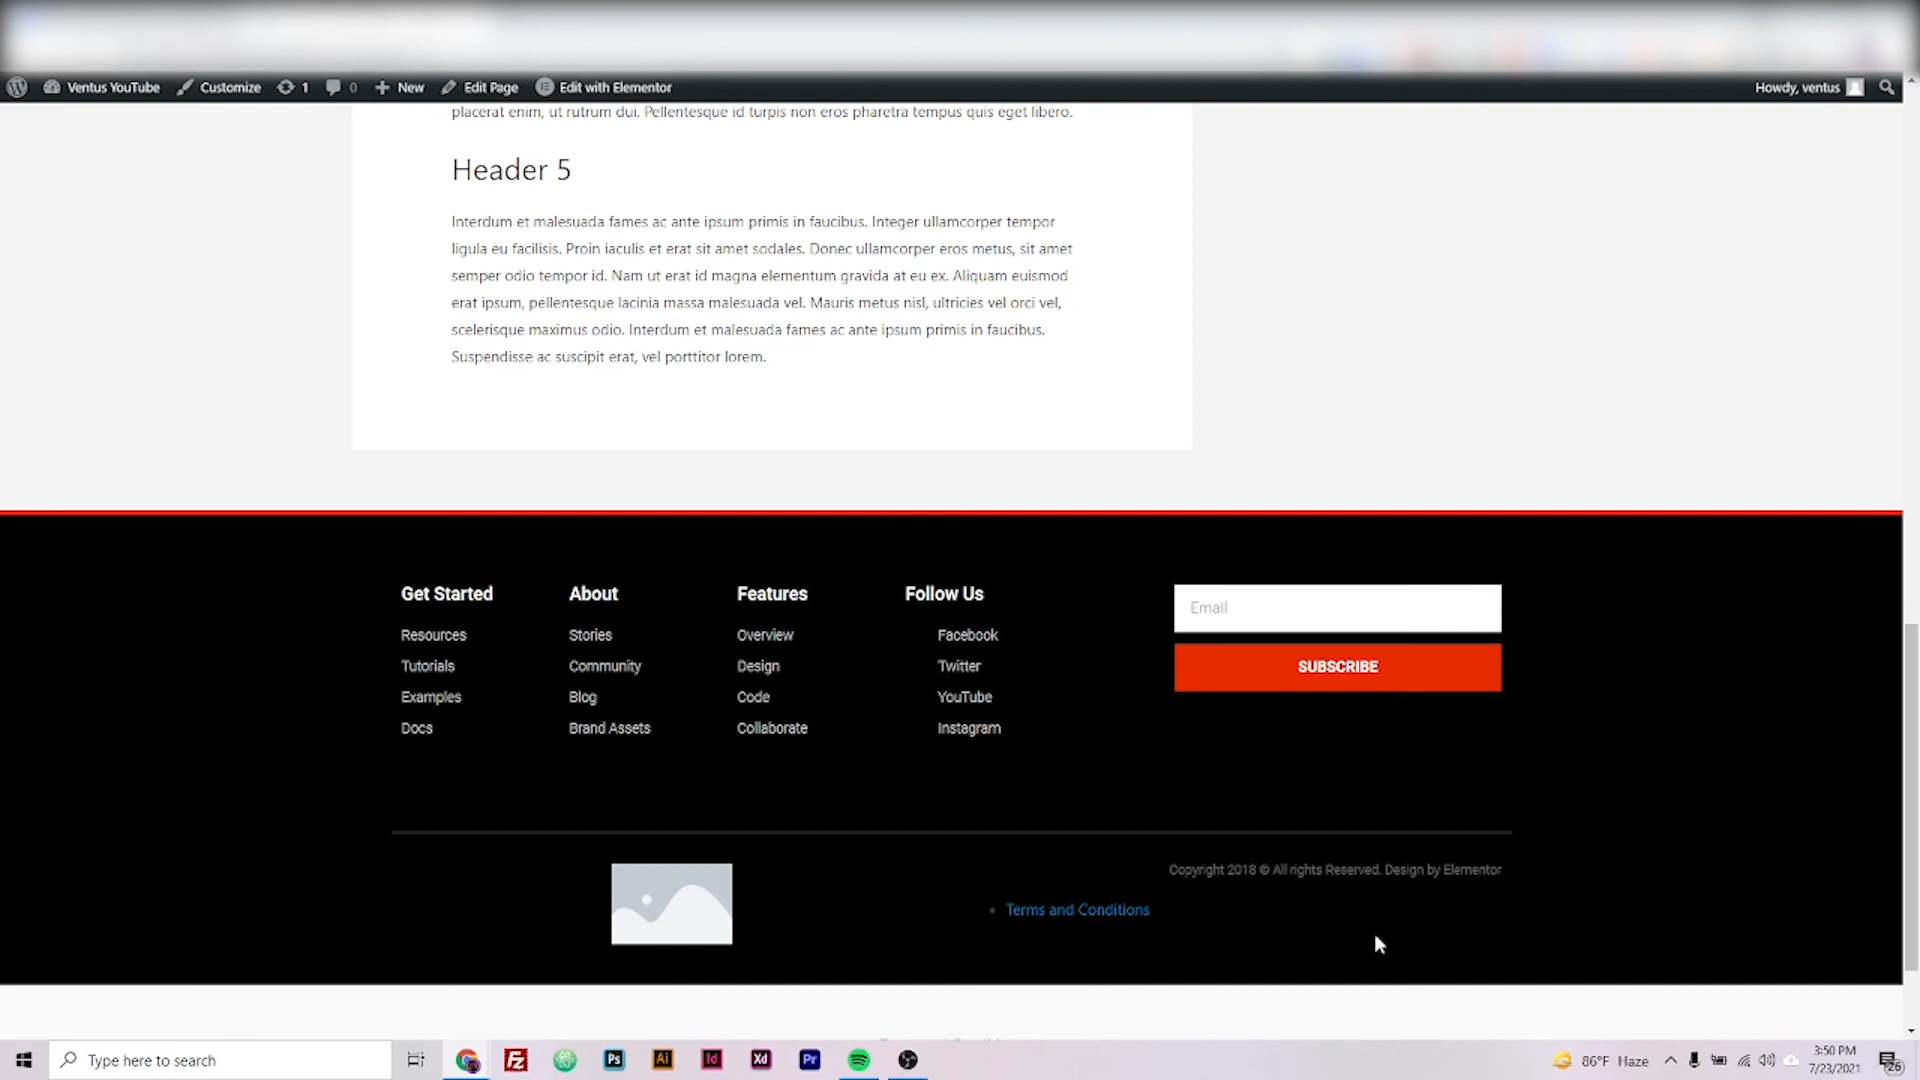 Ventus YouTube Customize 1 0 New Edit Page Edit with Elementor Howdy, ventus
placerat enim, ut rutrum dui. Pellentesque id turpis non eros pharetra tempus quis eget libero.
Header 5
Interdum et malesuada fames ac ante ipsum primis in faucibus. Integer ullamcorper tempor
ligula eu facilisis. Proin iaculis et erat sit amet sodales. Donec ullamcorper eros metus, sit amet
semper odio tempor id. Nam ut erat id magna elementum gravida at eu ex. Aliquam euismod
erat ipsum, pellentesque lacinia massa malesuada vel. Mauris metus nisl, ultricies vel orci vel,
scelerisque maximus odio. Interdum et malesuada fames ac ante ipsum primis in faucibus.
Suspendisse ac suscipit erat, vel porttitor lorem.
Get Started
Resources
Tutorials
Examples
Docs
About
Stories
Community
Blog
Brand Assets
Features
Overview
Design
Code
Collaborate
Follow Us
Facebook
Twitter
YouTube
Instagram
Email
SUBSCRIBE
Copyright 2018 © All rights Reserved. Design by Elementor
Terms and Conditions
Type here to search
Ps
Ai
Id
Xd
Pr
86°F Haze
3:50 PM
7/23/2021
26